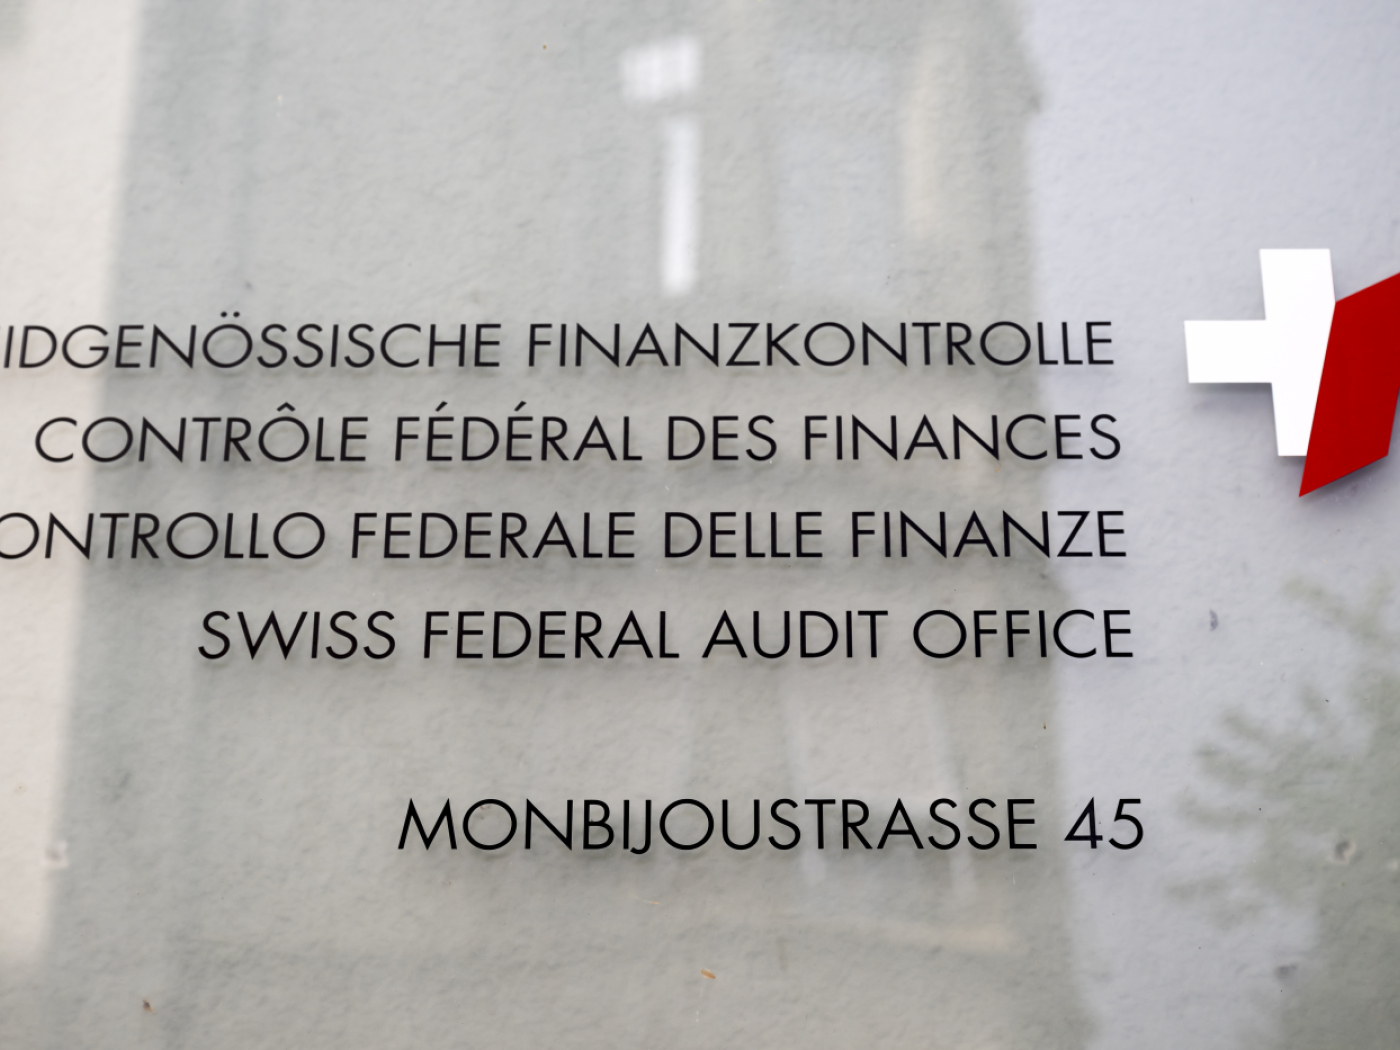 IDGENÖSSISCHE FINANZKONTROLLE
CONTRÔLE FÉDÉRAL DES FINANCES
ONTROLLO FEDERALE DELLE FINANZE
SWISS FEDERAL AUDIT OFFICE
MONBIJOUSTRASSE 45